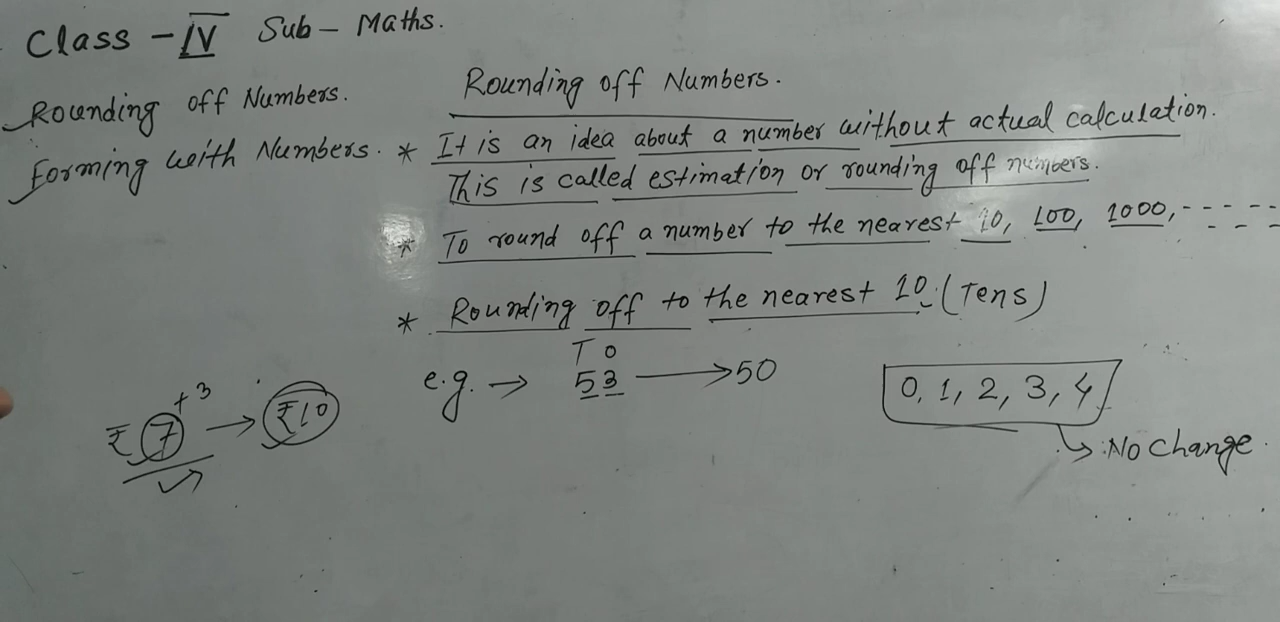 Class - IV Sub - Maths.
Rounding off Numbers.
Forming with Numbers.
Rounding off Numbers.
* It is an idea about a number without actual calculation.
This is called estimation or rounding off numbers.
* To round off a number to the nearest 10, 100, 1000, - - - - -
* Rounding off to the nearest 10. (Tens)
T O
e.g. → 53 → 50
0, 1, 2, 3, 4
↳ No Change.
+3
₹ 7 → ₹10